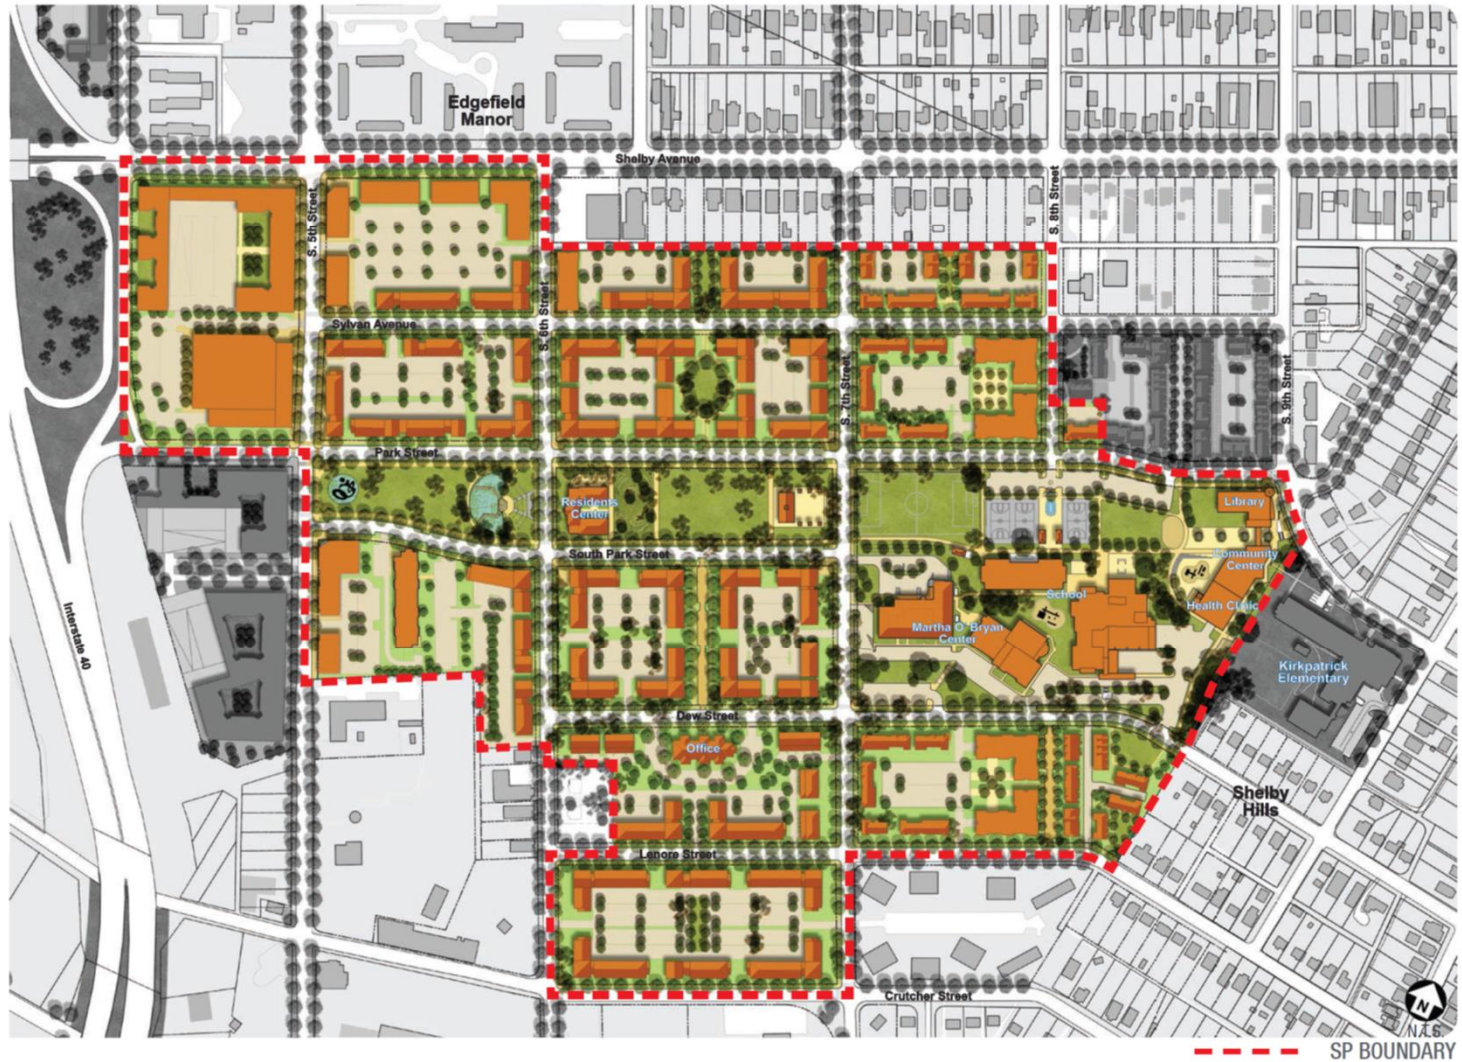 Edgefield
Manor
Shelby Avenue
S. 5th Street
S. 8th Street
S. 6th Street
Sylvan Avenue
S. 7th Street
S. 9th Street
Park Street
Residents
Center
Library
South Park Street
Community
Center
School
Health Clinic
Martha O. Bryan
Center
Interstate 40
Kirkpatrick
Elementary
Dew Street
Office
Shelby
Hills
Lenore Street
Crutcher Street
N
N.T.S.
SP BOUNDARY